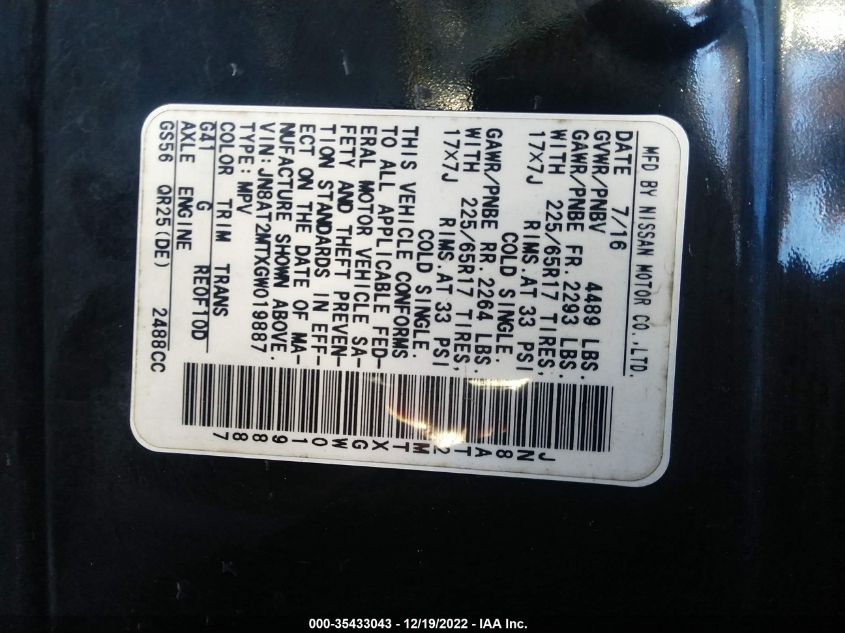 MFD BY NISSAN MOTOR CO.,LTD.
DATE 7/16
GVWR/PNBV 4489 LBS.
GAWR/PNBE FR. 2293 LBS.
WITH 225/65R17 TIRES,
17X7J RIMS.AT 33 PSI
COLD SINGLE.
GAWR/PNBE RR. 2264 LBS.
WITH 225/65R17 TIRES,
17X7J RIMS.AT 33 PSI
COLD SINGLE.
THIS VEHICLE CONFORMS
TO ALL APPLICABLE FED-
ERAL MOTOR VEHICLE SA-
FETY AND THEFT PREVEN-
TION STANDARDS IN EFF-
ECT ON THE DATE OF MA-
NUFACTURE SHOWN ABOVE.
VIN:JN8AT2MTXGW019887
TYPE:MPV
COLOR TRIM TRANS
G41 G RE0F10D
AXLE ENGINE
GS56 QR25(DE) 2488CC
JN8AT2MTXGW019887
000-35433043 - 12/19/2022 - IAA Inc.